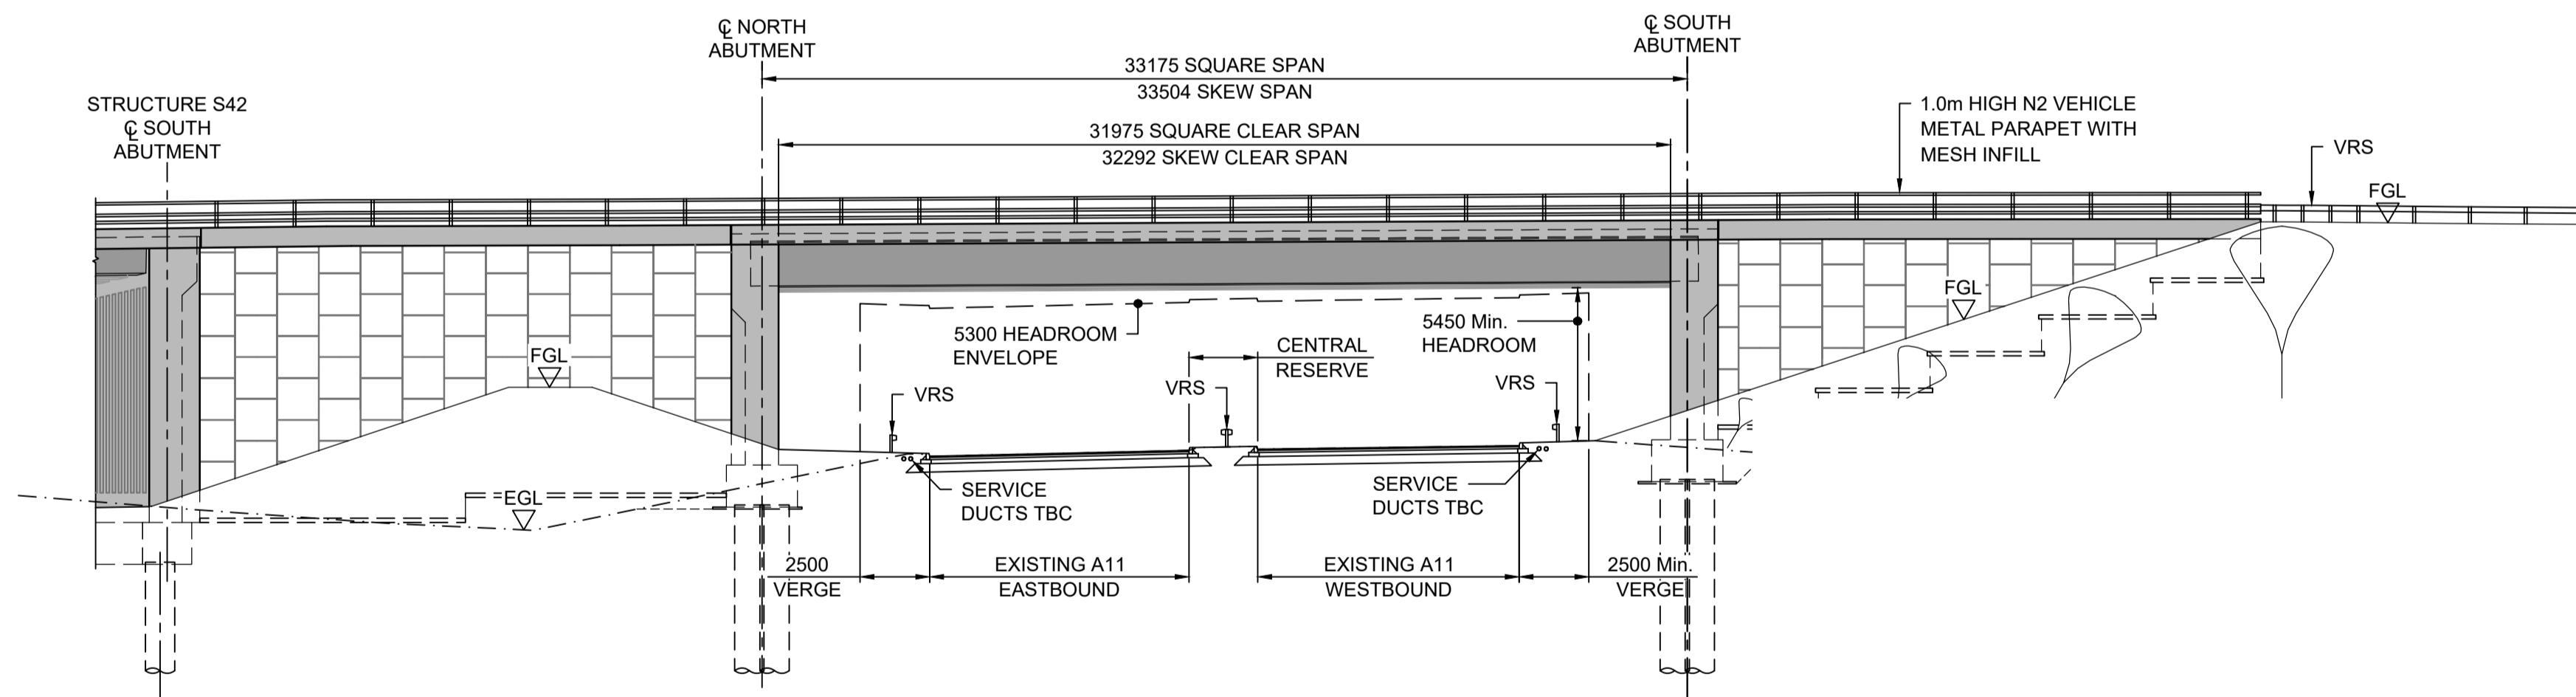 ℄ NORTH
ABUTMENT
℄ SOUTH
ABUTMENT
33175 SQUARE SPAN
33504 SKEW SPAN
STRUCTURE S42
℄ SOUTH
ABUTMENT
31975 SQUARE CLEAR SPAN
32292 SKEW CLEAR SPAN
1.0m HIGH N2 VEHICLE
METAL PARAPET WITH
MESH INFILL
VRS
FGL
FGL
5300 HEADROOM
ENVELOPE
5450 Min.
HEADROOM
CENTRAL
RESERVE
FGL
VRS
VRS
VRS
EGL
SERVICE
DUCTS TBC
SERVICE
DUCTS TBC
2500
VERGE
EXISTING A11
EASTBOUND
EXISTING A11
WESTBOUND
2500 Min.
VERGE